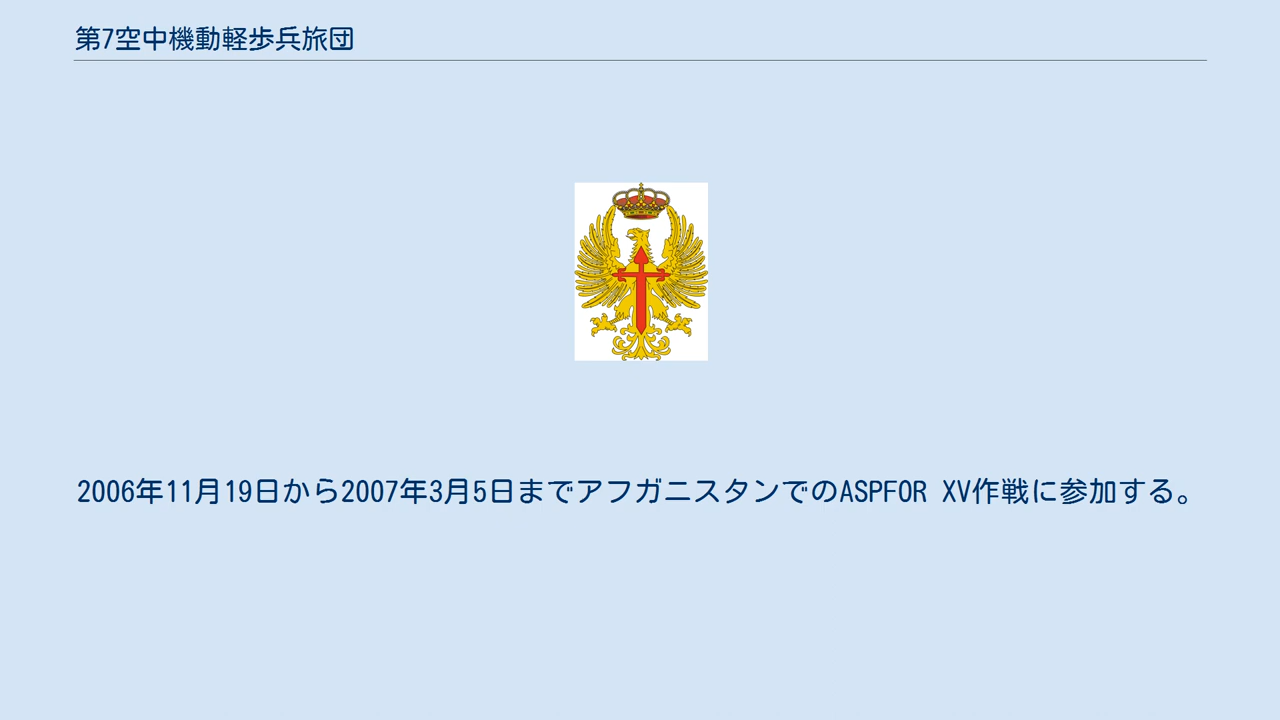 第7空中機動軽歩兵旅団
2006年11月19日から2007年3月5日までアフガニスタンでのASPFOR XV作戦に参加する。